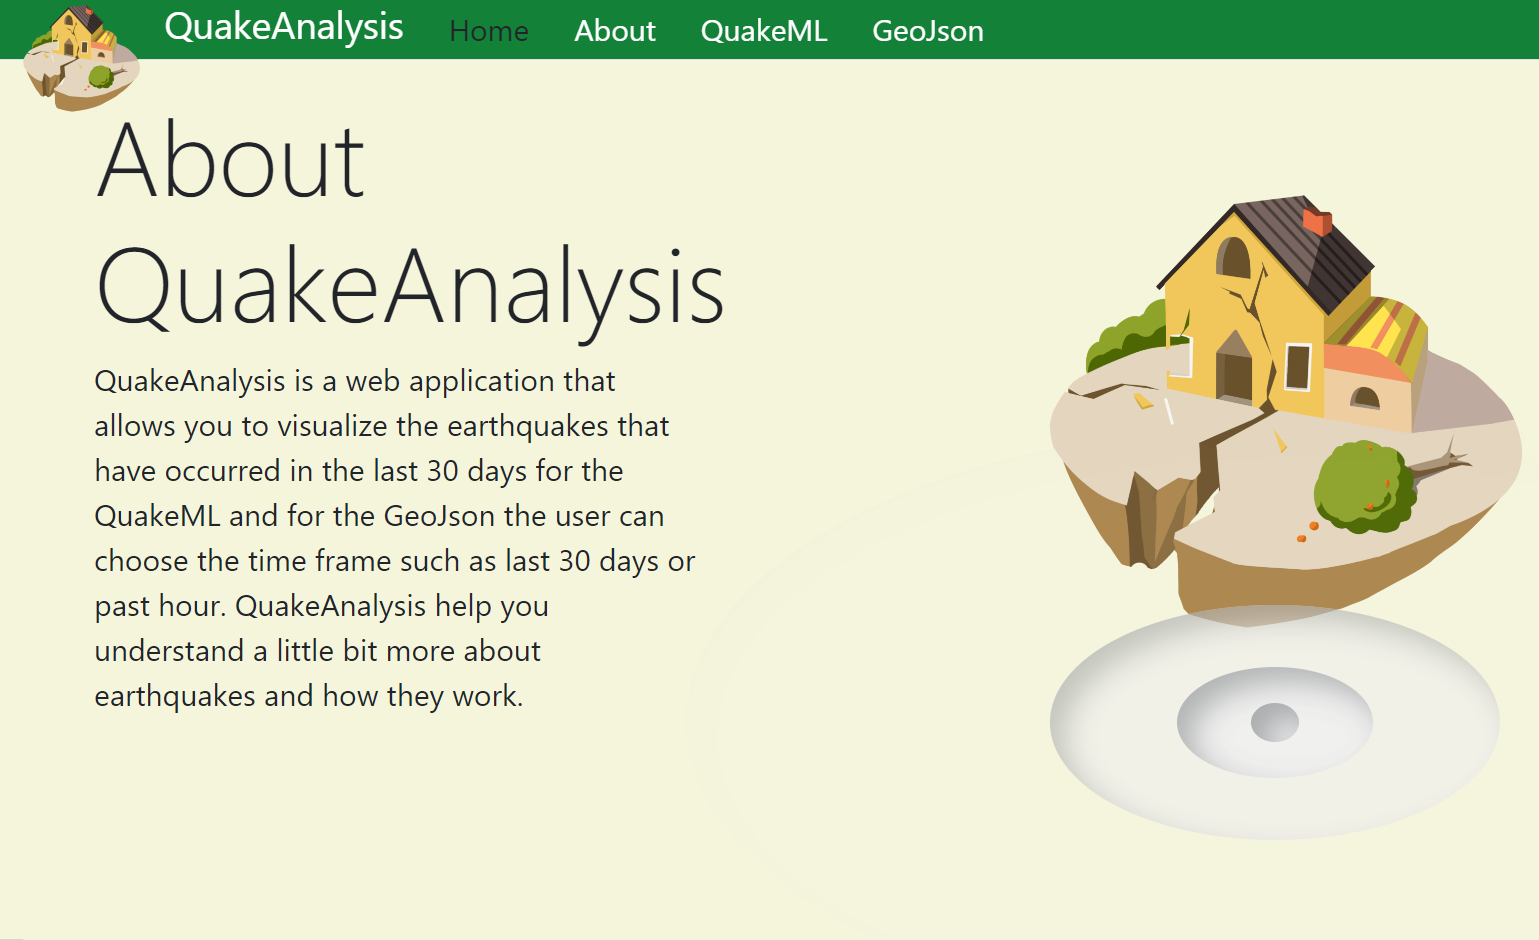 QuakeAnalysis Home About QuakeML GeoJson
About
QuakeAnalysis
QuakeAnalysis is a web application that
allows you to visualize the earthquakes that
have occurred in the last 30 days for the
QuakeML and for the GeoJson the user can
choose the time frame such as last 30 days or
past hour. QuakeAnalysis help you
understand a little bit more about
earthquakes and how they work.